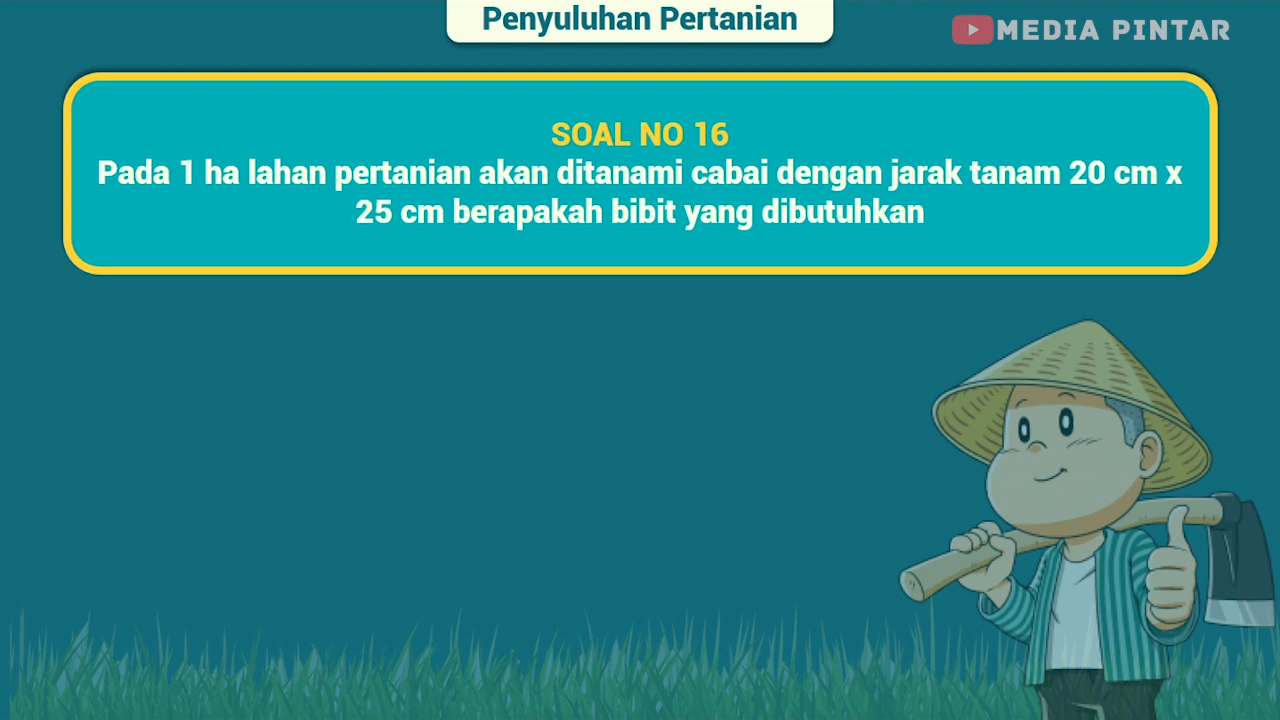 Penyuluhan Pertanian
MEDIA PINTAR
SOAL NO 16
Pada 1 ha lahan pertanian akan ditanami cabai dengan jarak tanam 20 cm x
25 cm berapakah bibit yang dibutuhkan